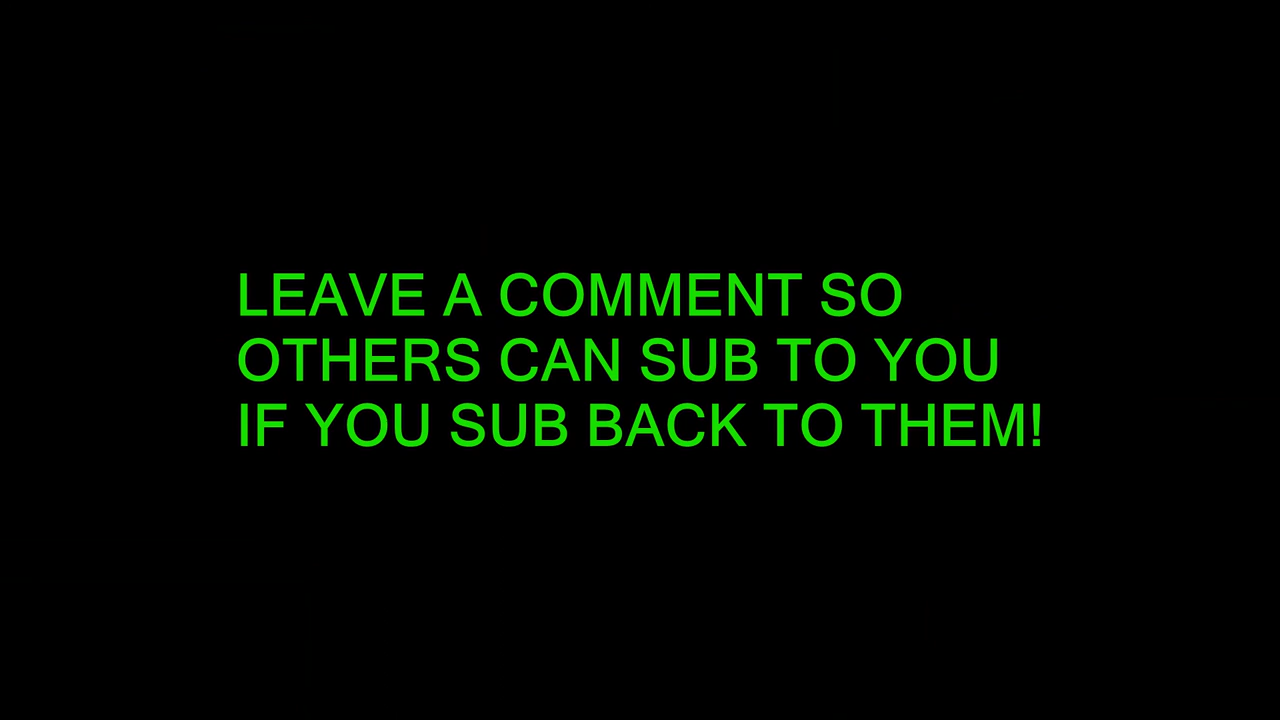 LEAVE A COMMENT SO
OTHERS CAN SUB TO YOU
IF YOU SUB BACK TO THEM!